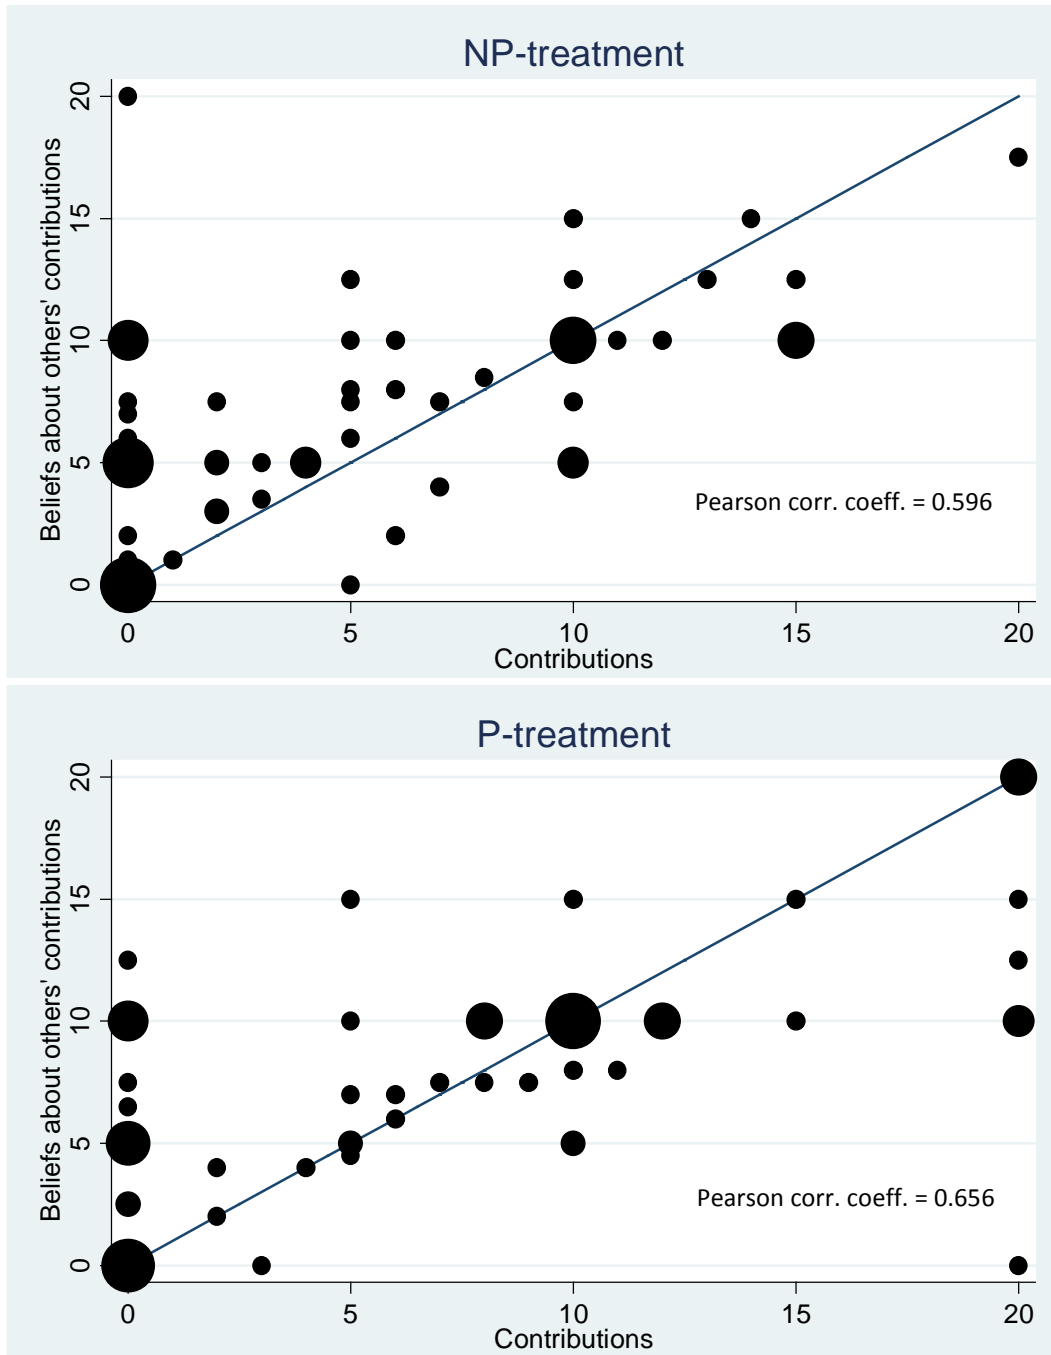 NP-treatment
Beliefs about others' contributions
20
15
10
5
0
Pearson corr. coeff. = 0.596
0 5 10 15 20
Contributions
P-treatment
Beliefs about others' contributions
20
15
10
5
0
Pearson corr. coeff. = 0.656
0 5 10 15 20
Contributions